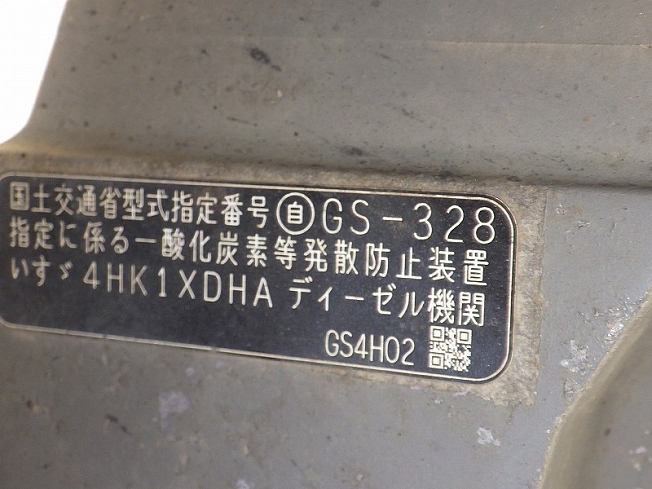 国土交通省型式指定番号 自 GS-328
指定に係る一酸化炭素等発散防止装置
いすゞ 4HK1XDHA ディーゼル機関
GS4H02